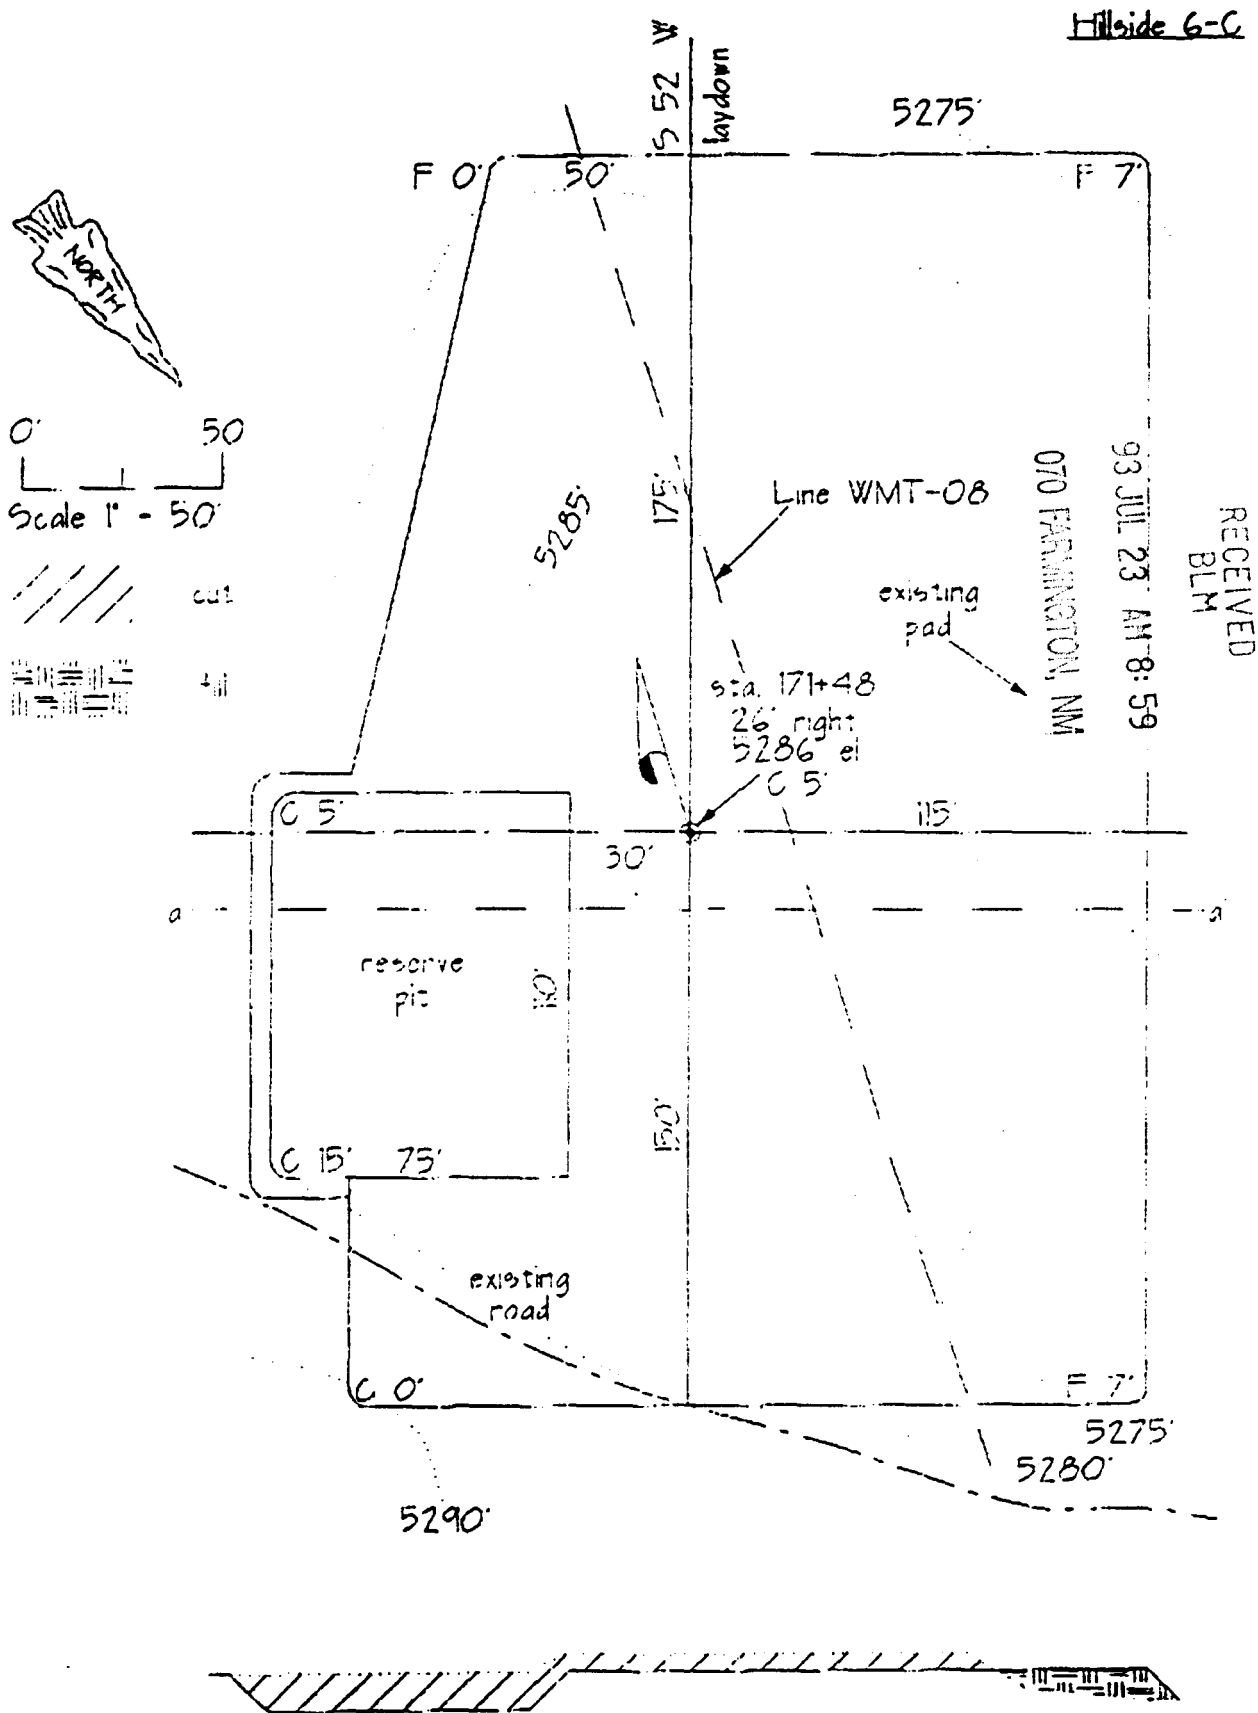 Hillside 6-C
S 52 W
laydown
5275'
F 0'
50'
F 7'
NORTH
0'
50
Scale 1" - 50'
cut
fill
5285'
175'
Line WMT-08
existing
pad
RECEIVED
BLM
93 JUL 23 AM 8:59
070 FARMINGTON, NM
sta. 171+48
26' right
5286' el
C 5'
C 5'
115'
30'
a
a'
reserve
pit
150'
C 15'
75'
existing
road
C 0'
F 7'
5275'
5280'
5290'